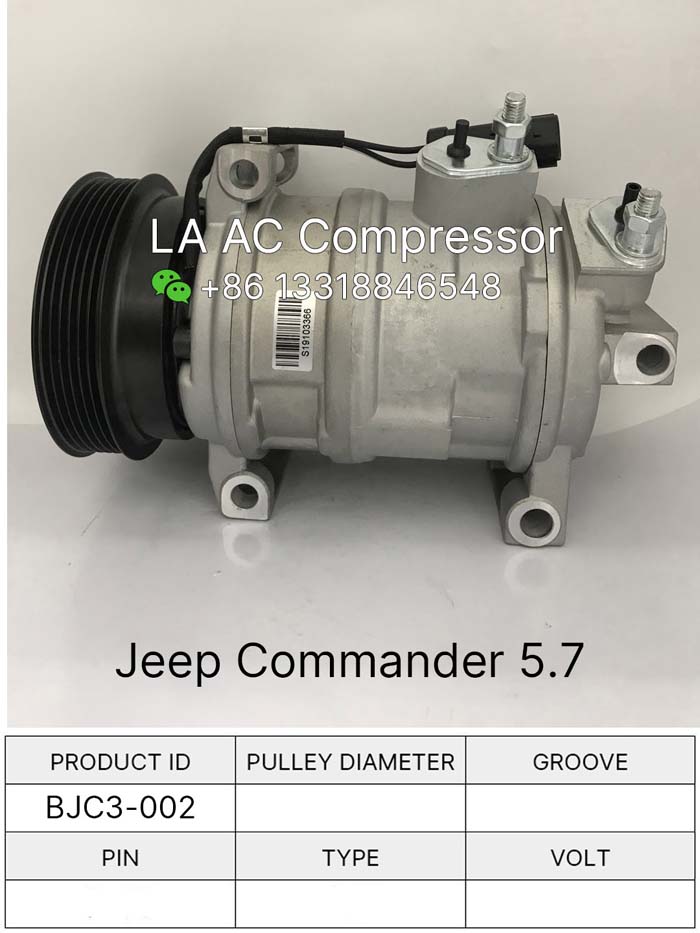 LA AC Compressor
+86 13318846548
S19103366
Jeep Commander 5.7
PRODUCT ID PULLEY DIAMETER GROOVE
BJC3-002
PIN TYPE VOLT